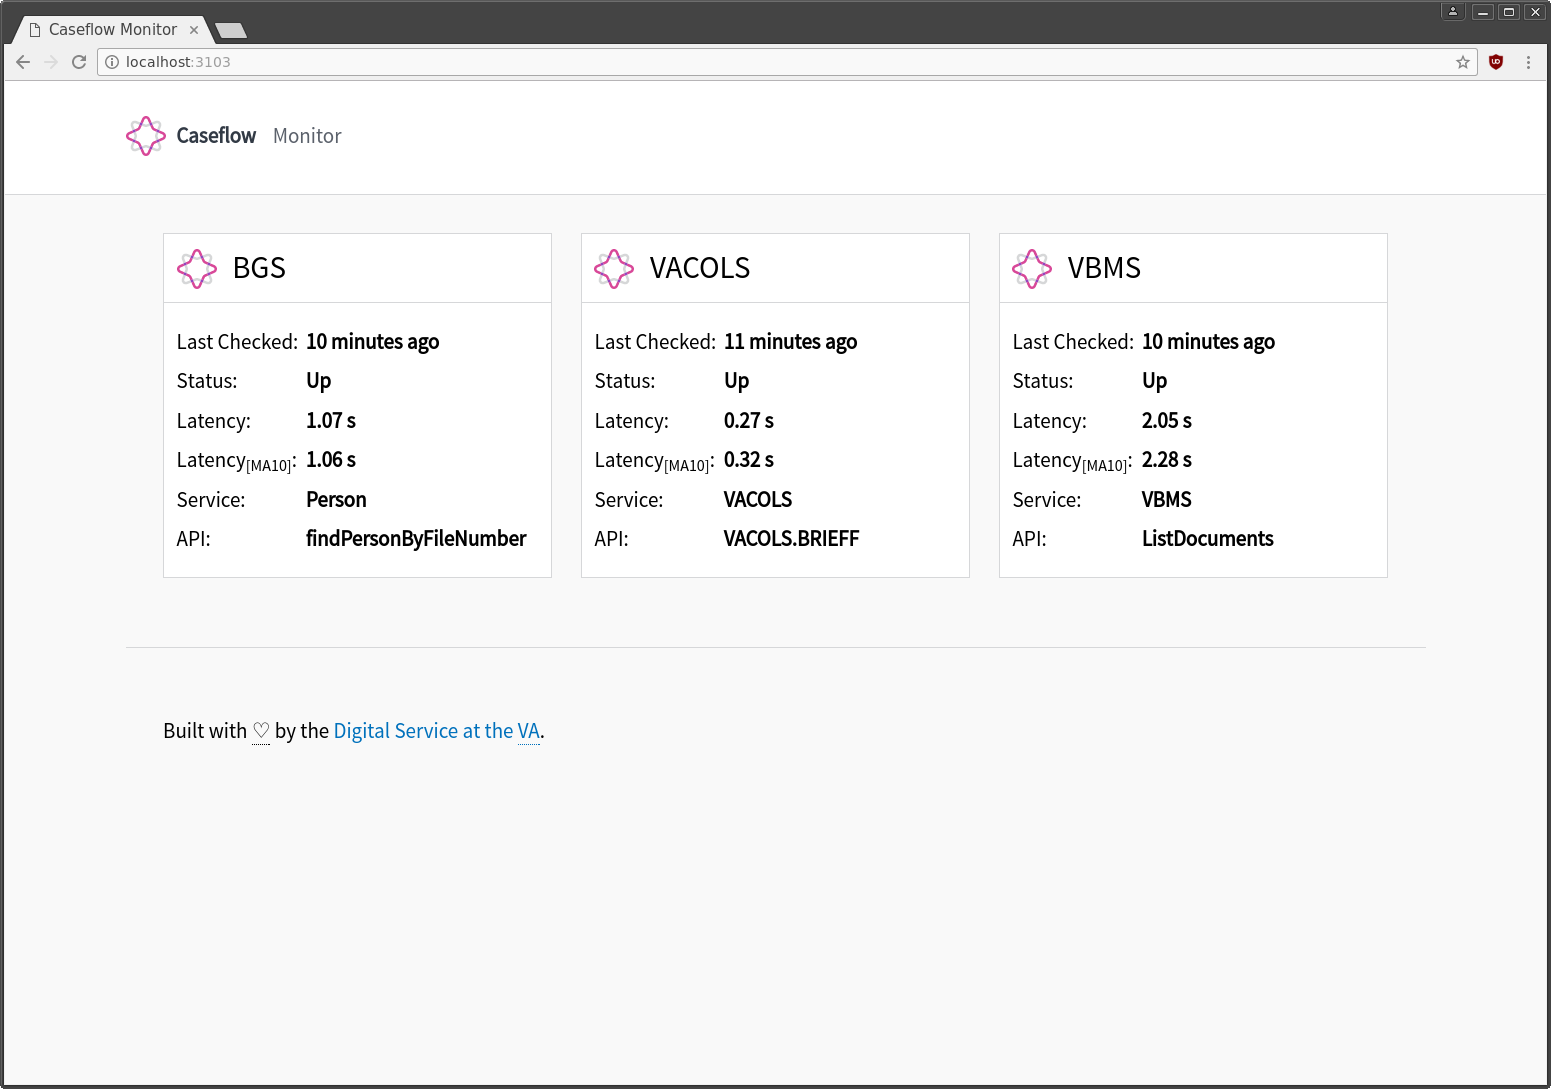 Caseflow Monitor
localhost:3103
Caseflow Monitor
BGS
Last Checked: 10 minutes ago
Status: Up
Latency: 1.07 s
Latency[MA10]: 1.06 s
Service: Person
API: findPersonByFileNumber
VACOLS
Last Checked: 11 minutes ago
Status: Up
Latency: 0.27 s
Latency[MA10]: 0.32 s
Service: VACOLS
API: VACOLS.BRIEFF
VBMS
Last Checked: 10 minutes ago
Status: Up
Latency: 2.05 s
Latency[MA10]: 2.28 s
Service: VBMS
API: ListDocuments
Built with ♡ by the Digital Service at the VA.